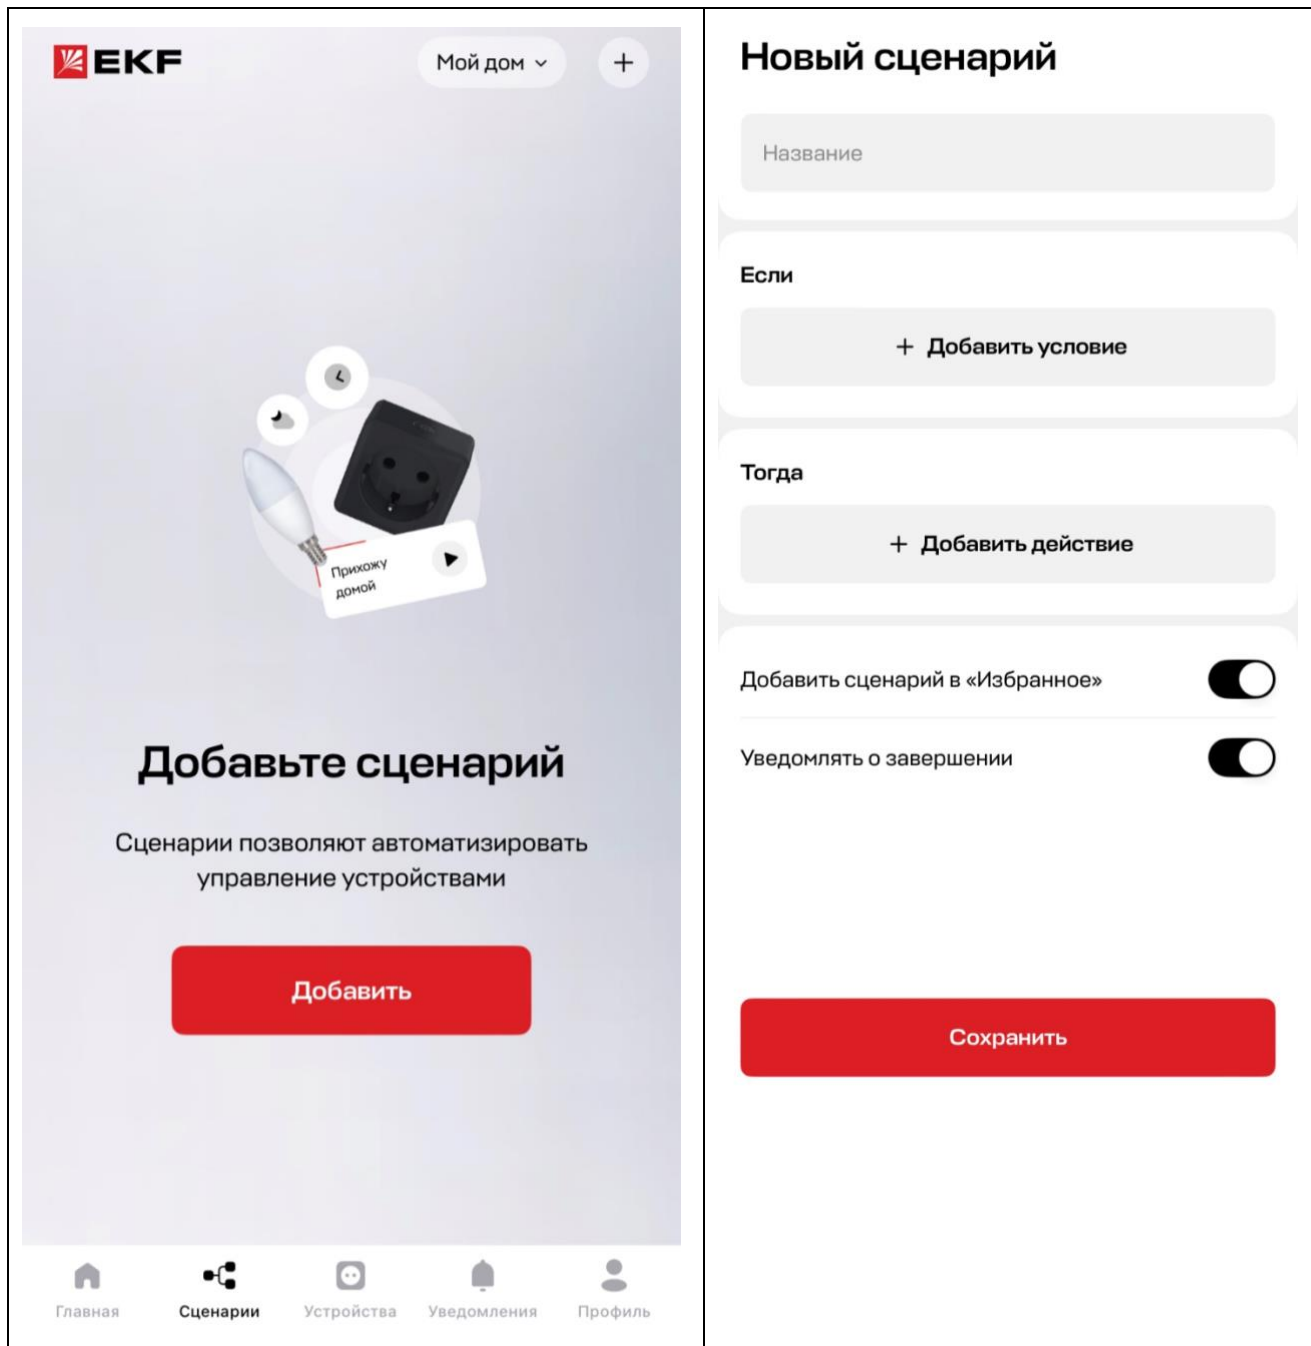 EKF
Мой дом
Прихожу
домой
Добавьте сценарий
Сценарии позволяют автоматизировать
управление устройствами
Добавить
Главная
Сценарии
Устройства
Уведомления
Профиль
Новый сценарий
Название
Если
+ Добавить условие
Тогда
+ Добавить действие
Добавить сценарий в «Избранное»
Уведомлять о завершении
Сохранить